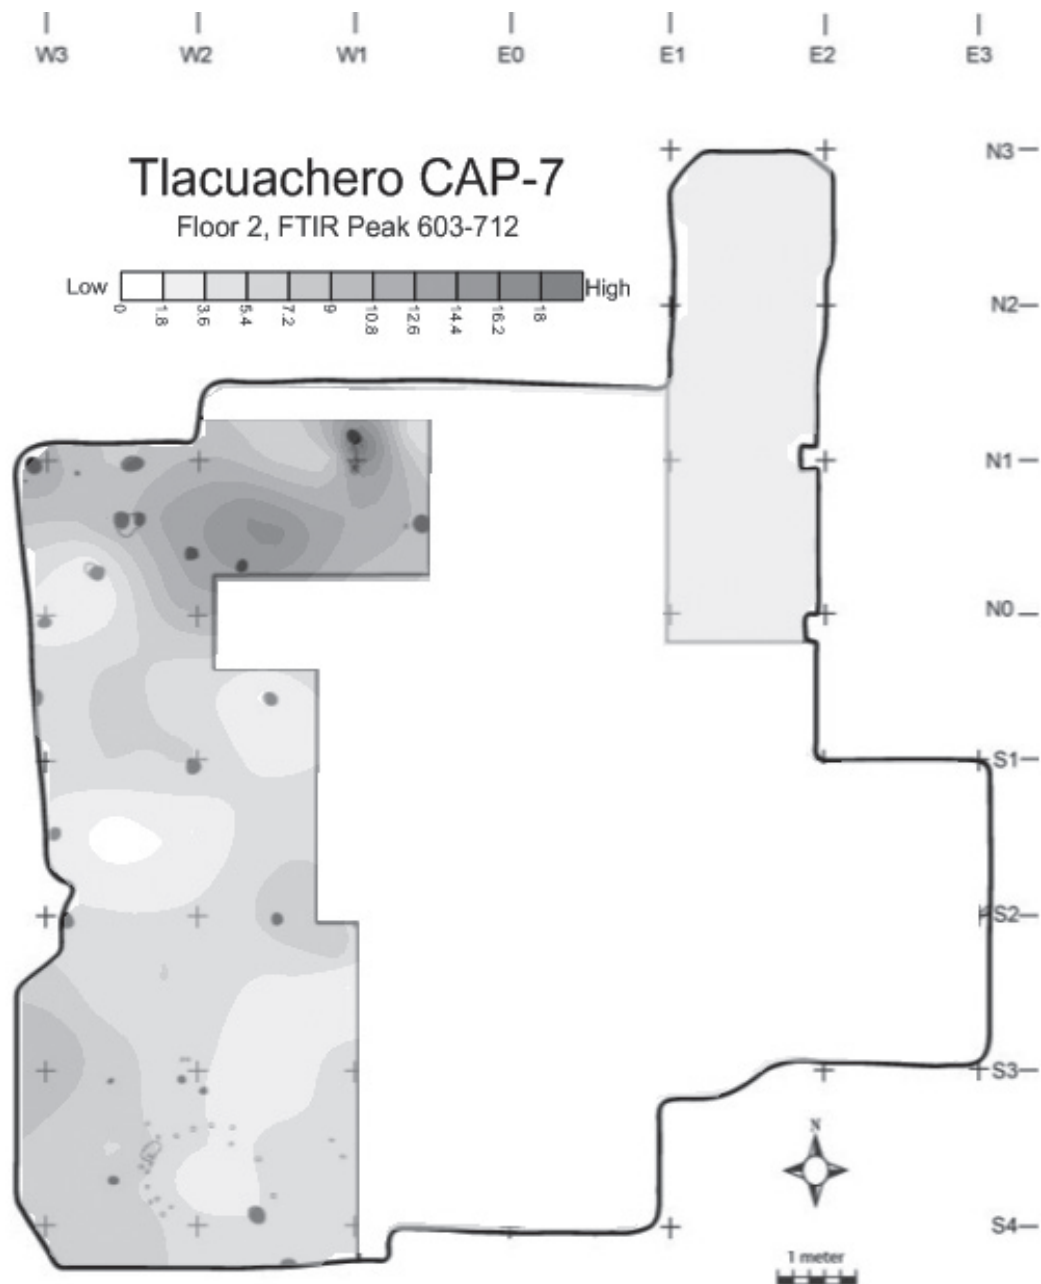 W3 W2 W1 E0 E1 E2 E3
N3
Tlacuachero CAP-7
Floor 2, FTIR Peak 603-712
Low High
0 1.8 3.6 5.4 7.2 9 10.8 12.6 14.4 16.2 18
N2
N1
N0
S1
S2
S3
N
S4
1 meter